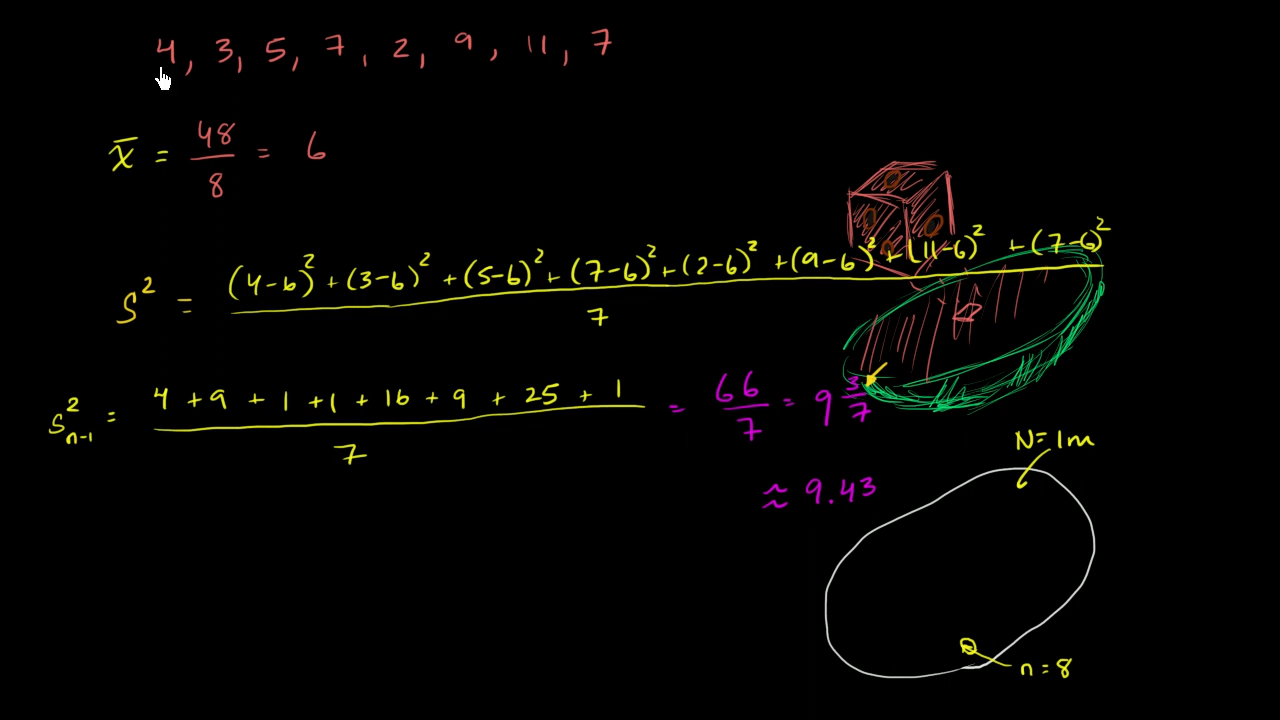 4, 3, 5, 7, 2, 9, 11, 7
x̄ = 48/8 = 6
S² = ((4-6)² + (3-6)² + (5-6)² + (7-6)² + (2-6)² + (9-6)² + (11-6)² + (7-6)²)/7
S²ₙ₋₁ = (4 + 9 + 1 + 1 + 16 + 9 + 25 + 1)/7 = 66/7 = 9 3/7
≈ 9.43
N = 1m
n = 8